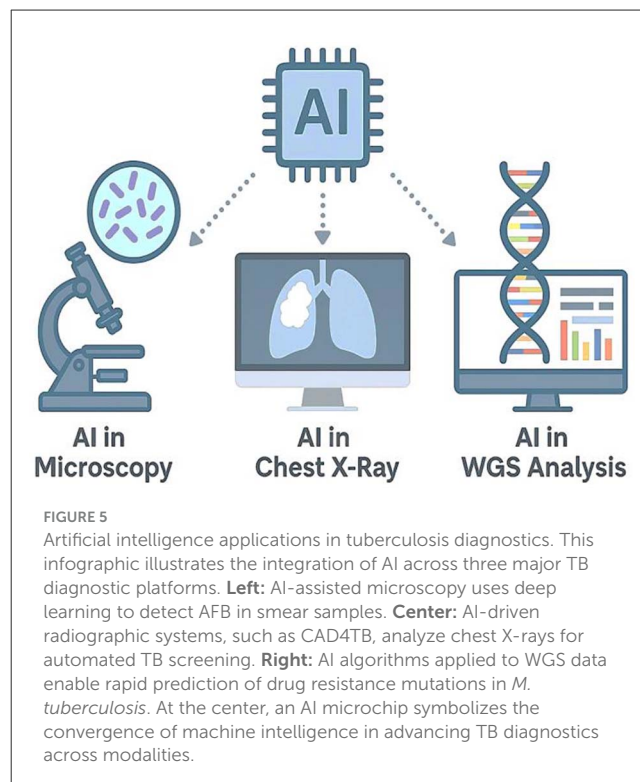 AI
AI in
Microscopy
AI in
Chest X-Ray
AI in
WGS Analysis
FIGURE 5
Artificial intelligence applications in tuberculosis diagnostics. This
infographic illustrates the integration of AI across three major TB
diagnostic platforms. Left: AI-assisted microscopy uses deep
learning to detect AFB in smear samples. Center: AI-driven
radiographic systems, such as CAD4TB, analyze chest X-rays for
automated TB screening. Right: AI algorithms applied to WGS data
enable rapid prediction of drug resistance mutations in M.
tuberculosis. At the center, an AI microchip symbolizes the
convergence of machine intelligence in advancing TB diagnostics
across modalities.